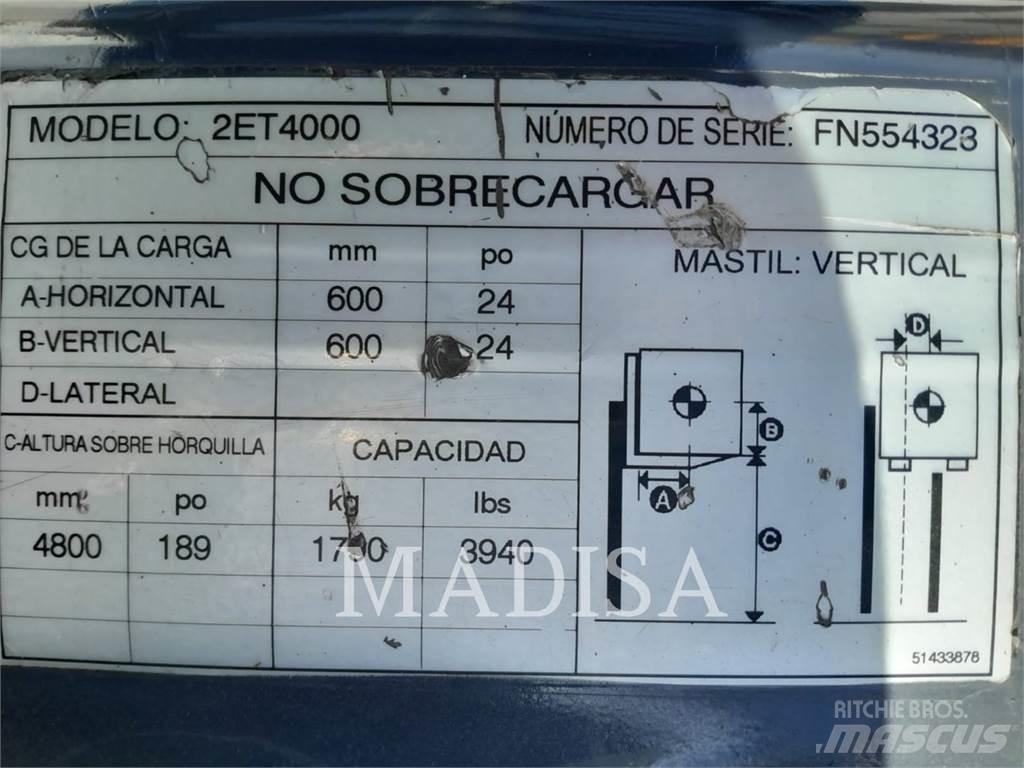 MODELO: 2ET4000 NÚMERO DE SERIE: FN554323
NO SOBRECARGAR
CG DE LA CARGA mm po
A-HORIZONTAL 600 24
B-VERTICAL 600 24
D-LATERAL
C-ALTURA SOBRE HORQUILLA CAPACIDAD
mm po kg lbs
4800 189 1790 3940
MASTIL: VERTICAL
D
B
A
C
51433878
MADISA
RITCHIE BROS.
MASCUS